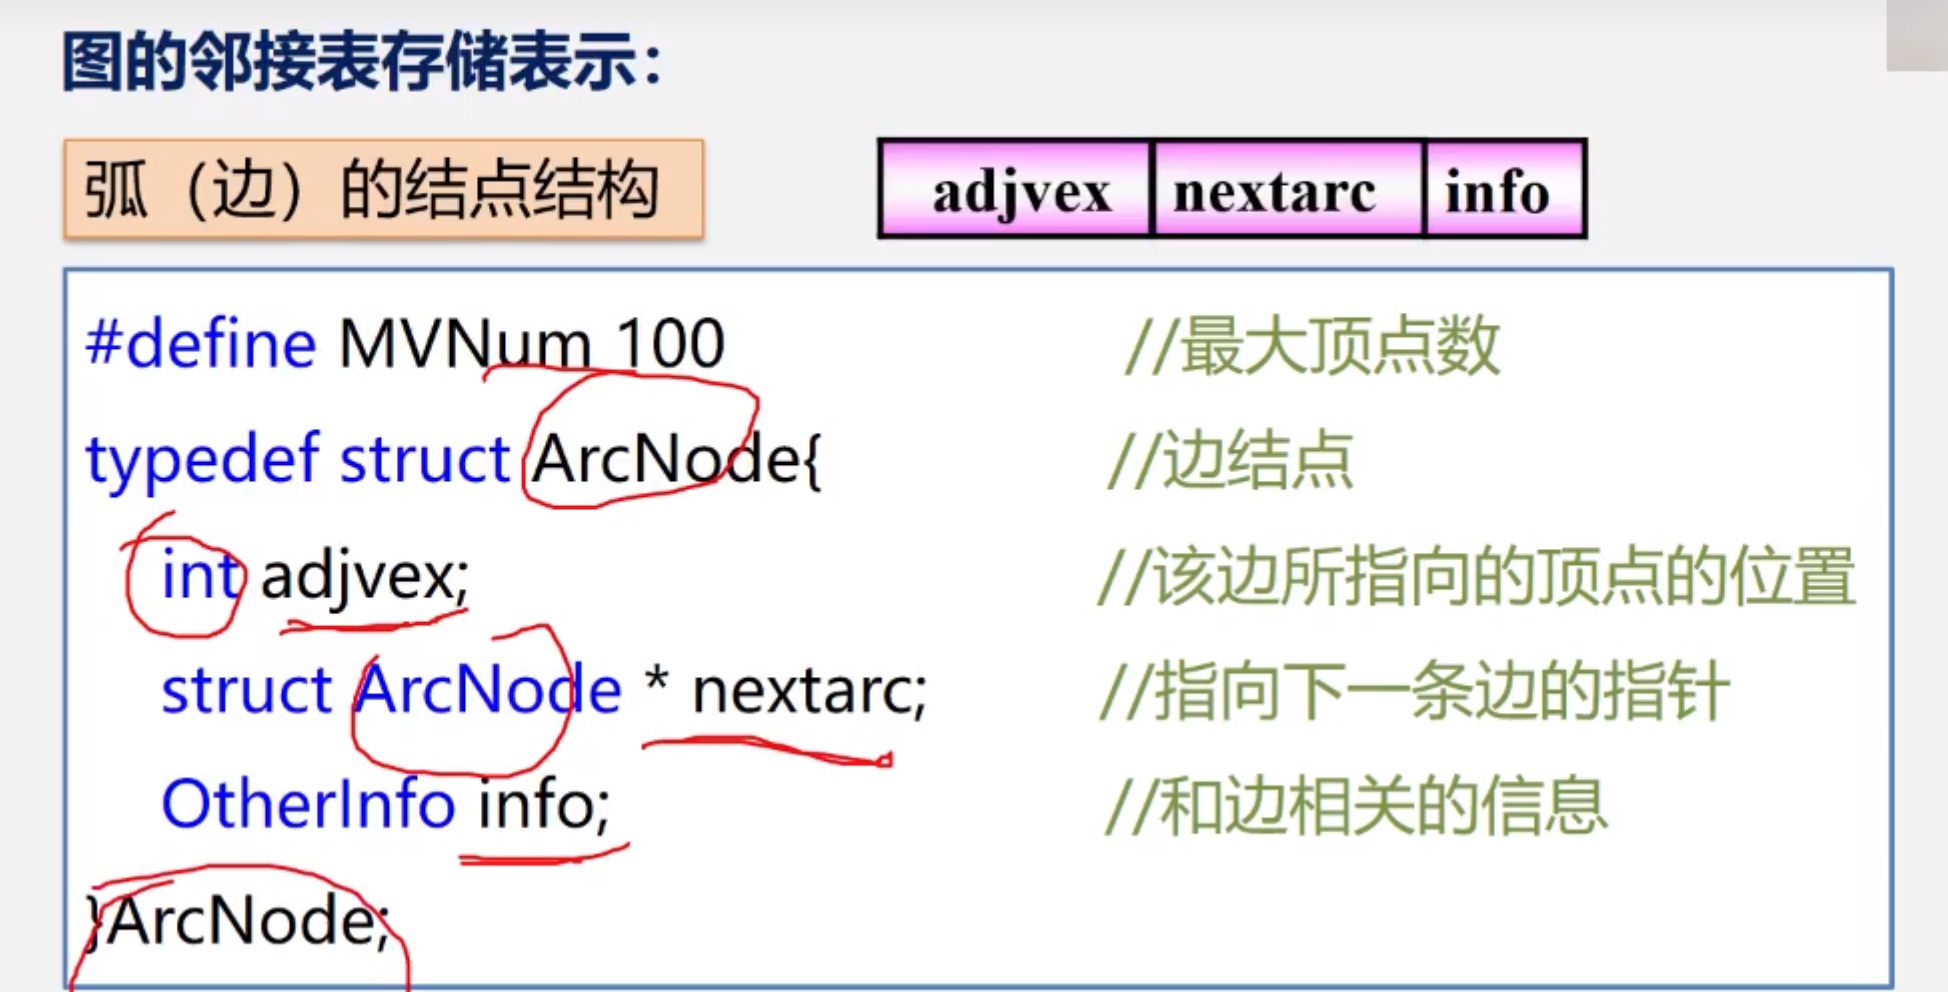 图的邻接表存储表示：
弧（边）的结点结构
adjvex nextarc info
#define MVNum 100 //最大顶点数
typedef struct ArcNode{ //边结点
int adjvex; //该边所指向的顶点的位置
struct ArcNode * nextarc; //指向下一条边的指针
OtherInfo info; //和边相关的信息
}ArcNode;